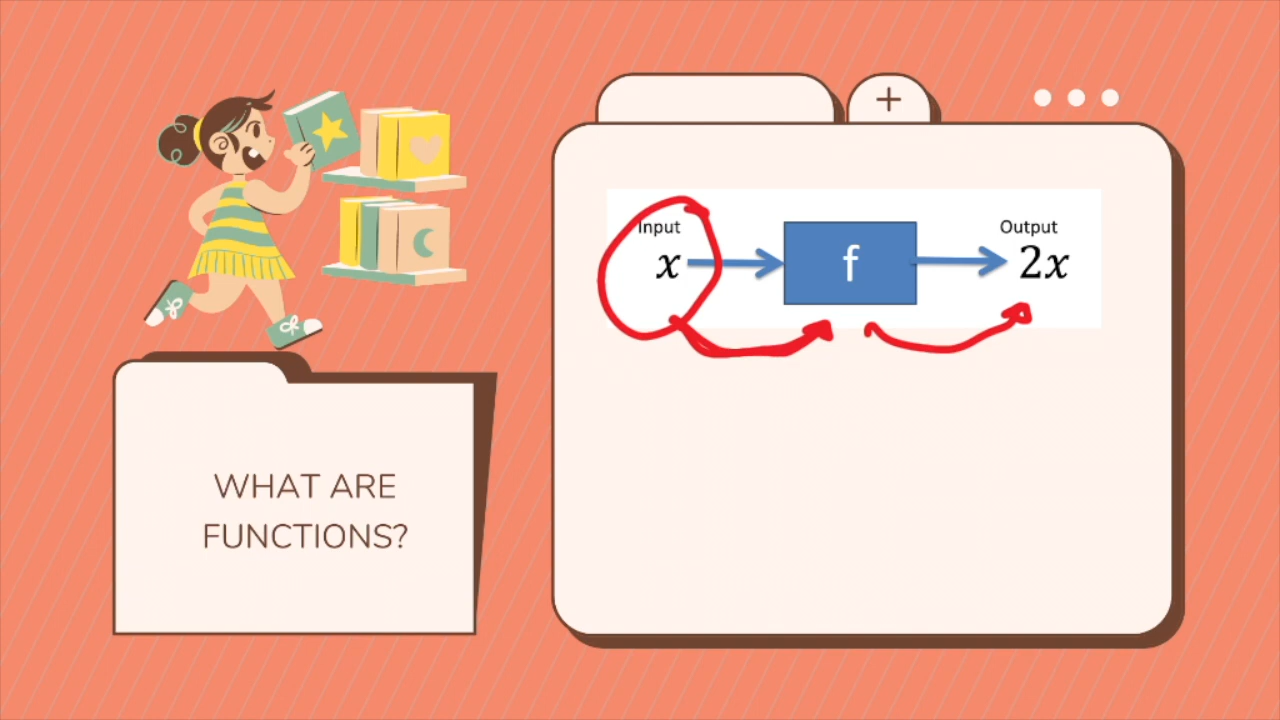 WHAT ARE
FUNCTIONS?
+
Input
x
f
Output
2x